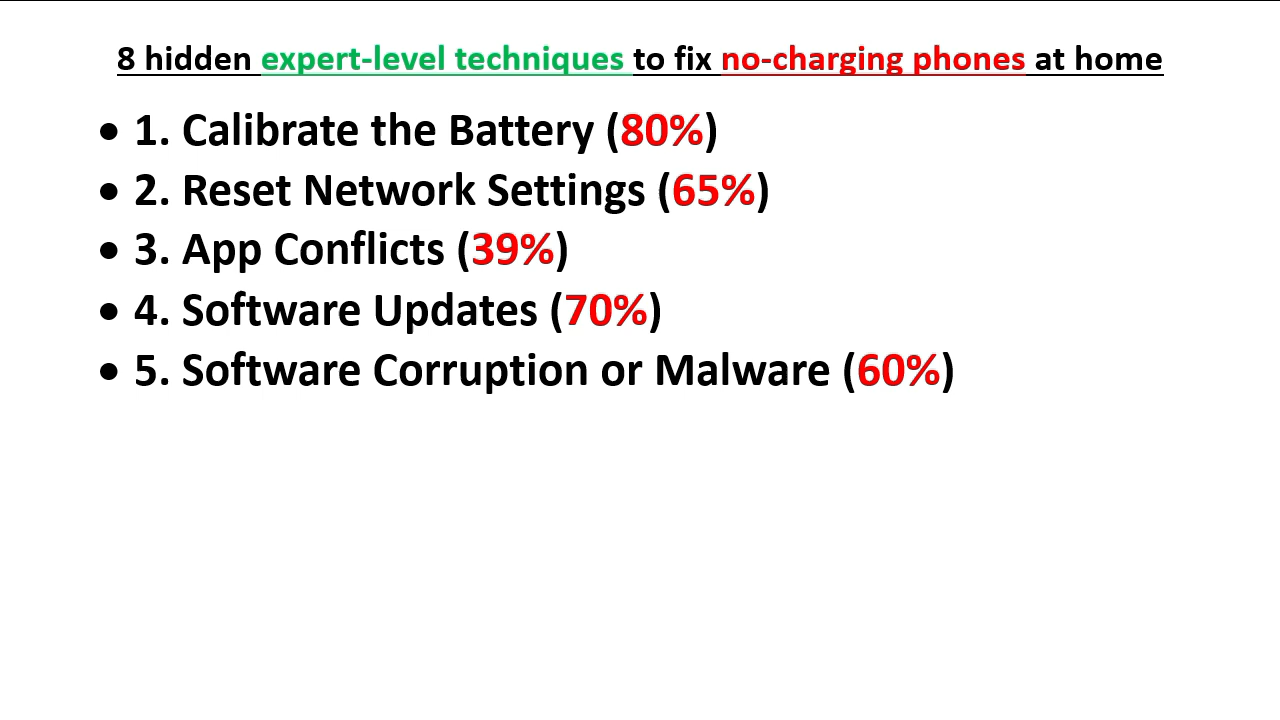 8 hidden expert-level techniques to fix no-charging phones at home
• 1. Calibrate the Battery (80%)
• 2. Reset Network Settings (65%)
• 3. App Conflicts (39%)
• 4. Software Updates (70%)
• 5. Software Corruption or Malware (60%)